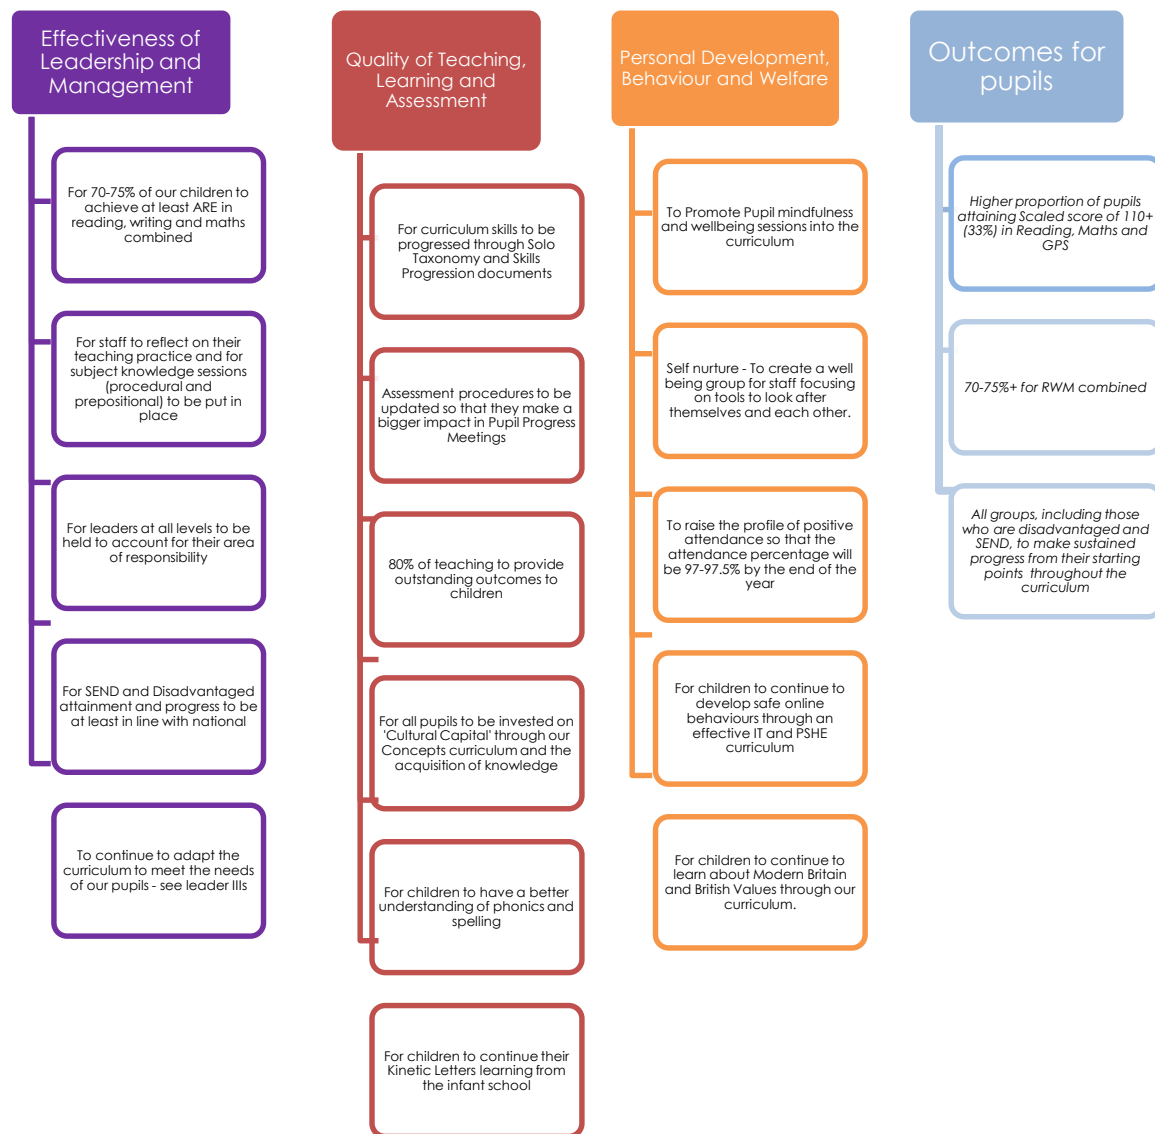 Effectiveness of
Leadership and
Management
For 70-75% of our children to
achieve at least ARE in
reading, writing and maths
combined
For staff to reflect on their
teaching practice and for
subject knowledge sessions
(procedural and
prepositional) to be put in
place
For leaders at all levels to be
held to account for their area
of responsibility
For SEND and Disadvantaged
attainment and progress to be
at least in line with national
To continue to adapt the
curriculum to meet the needs
of our pupils - see leader IIIs
Quality of Teaching,
Learning and
Assessment
For curriculum skills to be
progressed through Solo
Taxonomy and Skills
Progression documents
Assessment procedures to be
updated so that they make a
bigger impact in Pupil Progress
Meetings
80% of teaching to provide
outstanding outcomes to
children
For all pupils to be invested on
'Cultural Capital' through our
Concepts curriculum and the
acquisition of knowledge
For children to have a better
understanding of phonics and
spelling
For children to continue their
Kinetic Letters learning from
the infant school
Personal Development,
Behaviour and Welfare
To Promote Pupil mindfulness
and wellbeing sessions into the
curriculum
Self nurture - To create a well
being group for staff focusing
on tools to look after
themselves and each other.
To raise the profile of positive
attendance so that the
attendance percentage will
be 97-97.5% by the end of the
year
For children to continue to
develop safe online
behaviours through an
effective IT and PSHE
curriculum
For children to continue to
learn about Modern Britain
and British Values through our
curriculum.
Outcomes for
pupils
Higher proportion of pupils
attaining Scaled score of 110+
(33%) in Reading, Maths and
GPS
70-75%+ for RWM combined
All groups, including those
who are disadvantaged and
SEND, to make sustained
progress from their starting
points throughout the
curriculum